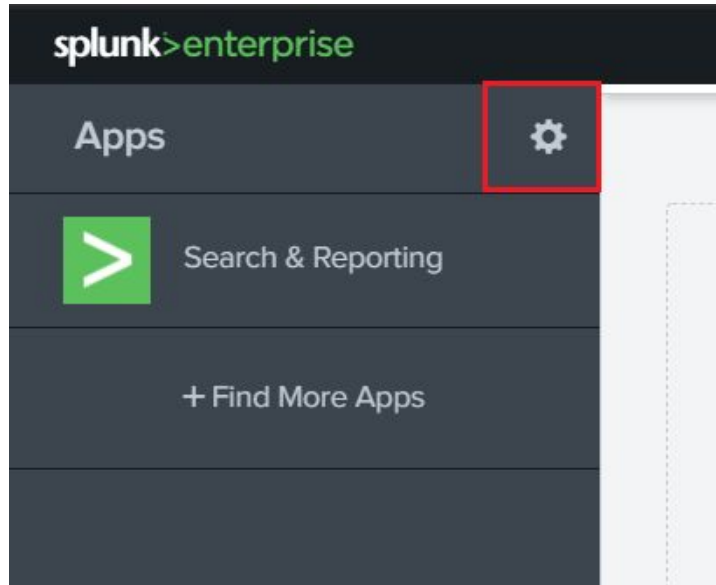 splunk>enterprise
Apps
Search & Reporting
+ Find More Apps